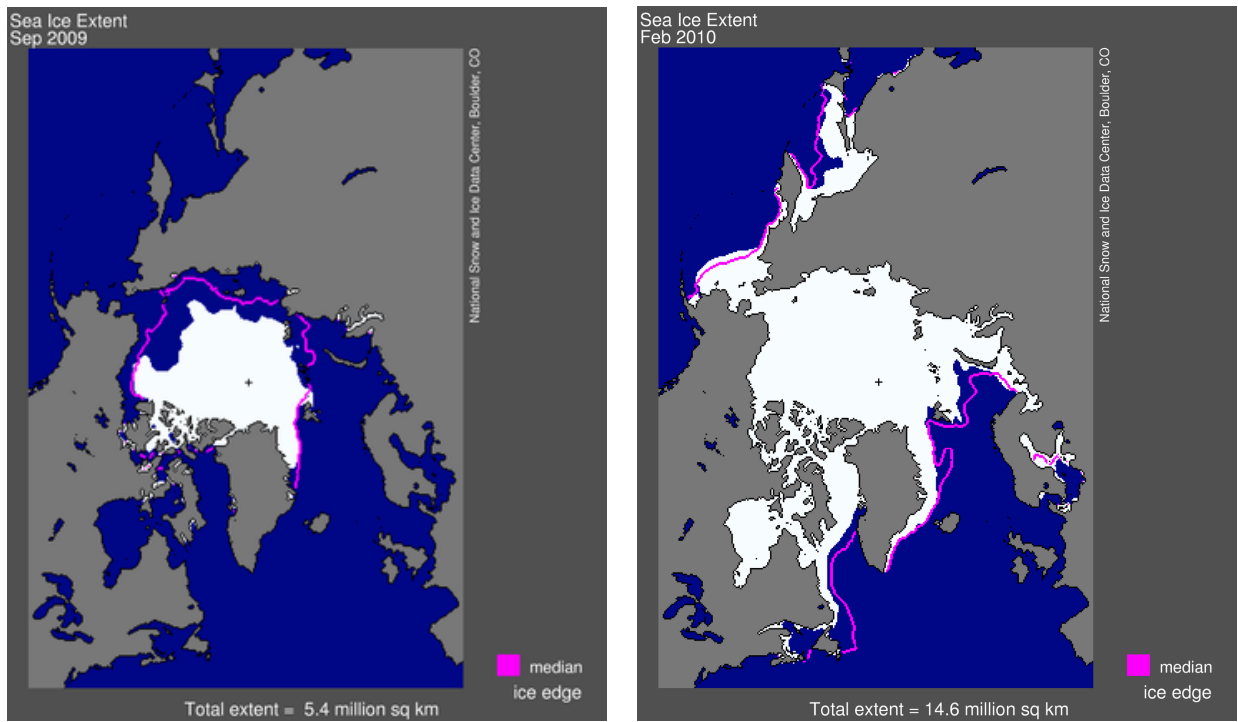 Sea Ice Extent
Sep 2009
National Snow and Ice Data Center, Boulder, CO
median
ice edge
Total extent = 5.4 million sq km
Sea Ice Extent
Feb 2010
National Snow and Ice Data Center, Boulder, CO
median
ice edge
Total extent = 14.6 million sq km